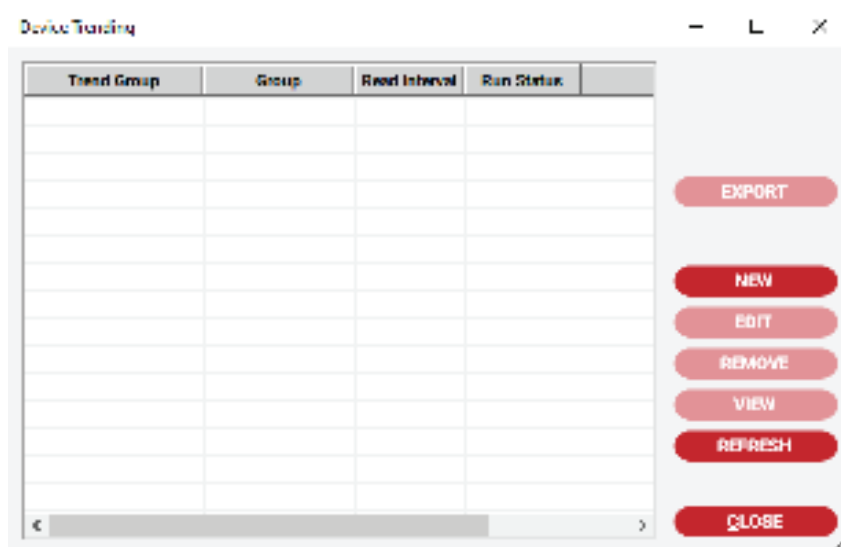 Device Trending
Trend Group Group Read Interval Run Status
EXPORT
NEW
EDIT
REMOVE
VIEW
REFRESH
CLOSE